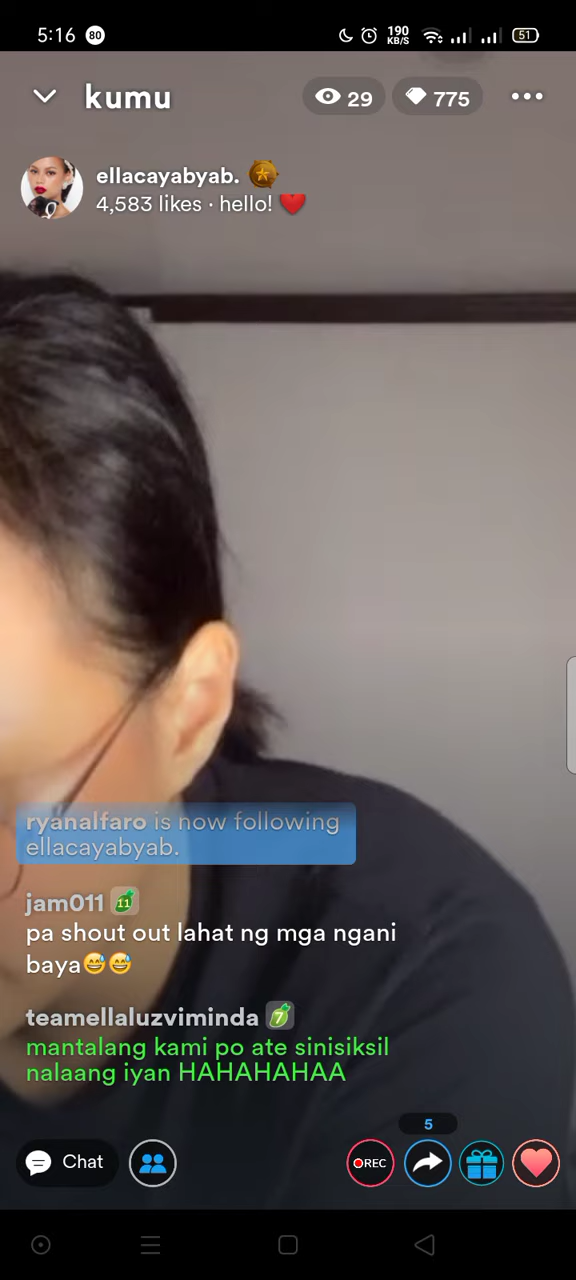 5:16 80 190 KB/S 51
kumu 29 775
ellacayabyab.
4,583 likes · hello! ❤️
ryanalfaro is now following
ellacayabyab.
jam011 11
pa shout out lahat ng mga ngani
baya😅😅
teamellaluzviminda 7
mantalang kami po ate sinisiksil
nalaang iyan HAHAHAHAA
5
Chat REC